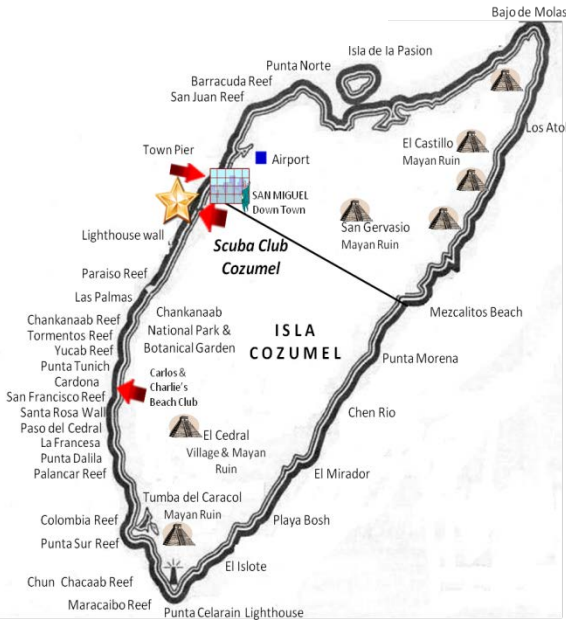 Bajo de Molas
Isla de la Pasion
Punta Norte
Barracuda Reef
San Juan Reef
Los Atol
El Castillo
Mayan Ruin
Town Pier
Airport
SAN MIGUEL
Down Town
San Gervasio
Mayan Ruin
Scuba Club
Cozumel
Lighthouse wall
Paraiso Reef
Las Palmas
Mezcalitos Beach
Chankanaab
National Park &
Botanical Garden
ISLA
COZUMEL
Chankanaab Reef
Tormentos Reef
Yucab Reef
Punta Tunich
Cardona
San Francisco Reef
Santa Rosa Wall
Paso del Cedral
La Francesa
Punta Dalila
Palancar Reef
Carlos &
Charlie's
Beach Club
Punta Morena
Chen Rio
El Cedral
Village & Mayan
Ruin
El Mirador
Tumba del Caracol
Mayan Ruin
Colombia Reef
Punta Sur Reef
Playa Bosh
El Islote
Chun Chacaab Reef
Maracaibo Reef
Punta Celarain Lighthouse